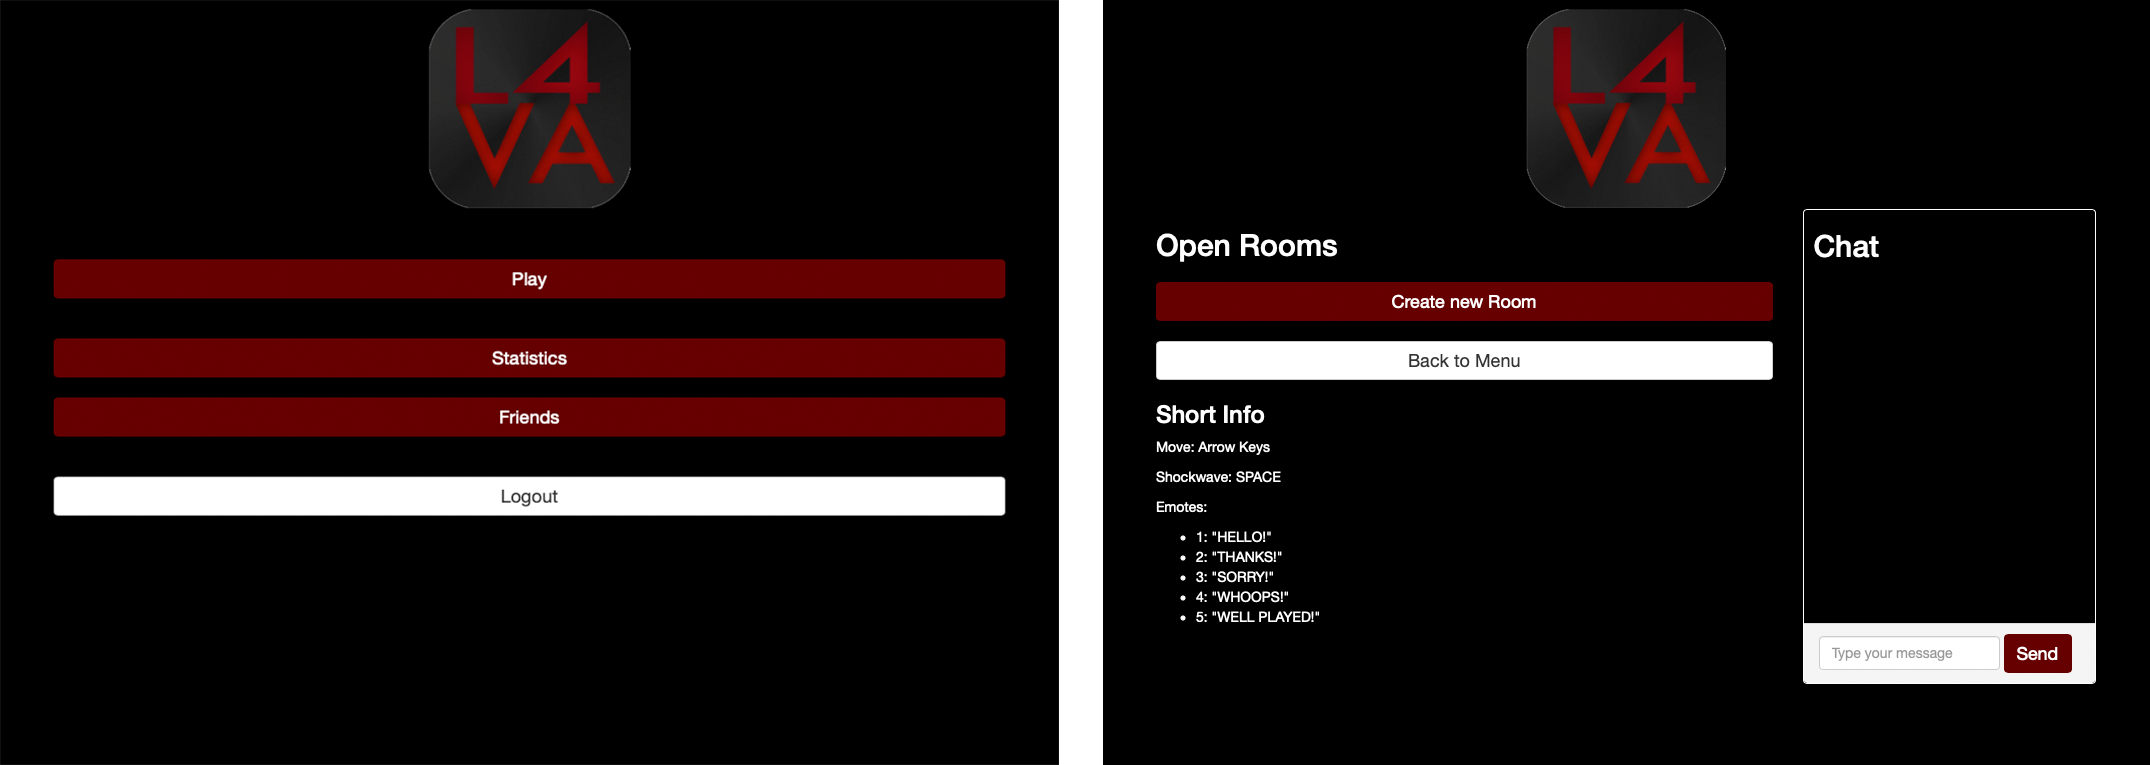 L4
VA
Play
Statistics
Friends
Logout
L4
VA
Open Rooms
Create new Room
Back to Menu
Short Info
Move: Arrow Keys
Shockwave: SPACE
Emotes:
• 1: "HELLO!"
• 2: "THANKS!"
• 3: "SORRY!"
• 4: "WHOOPS!"
• 5: "WELL PLAYED!"
Chat
Type your message
Send